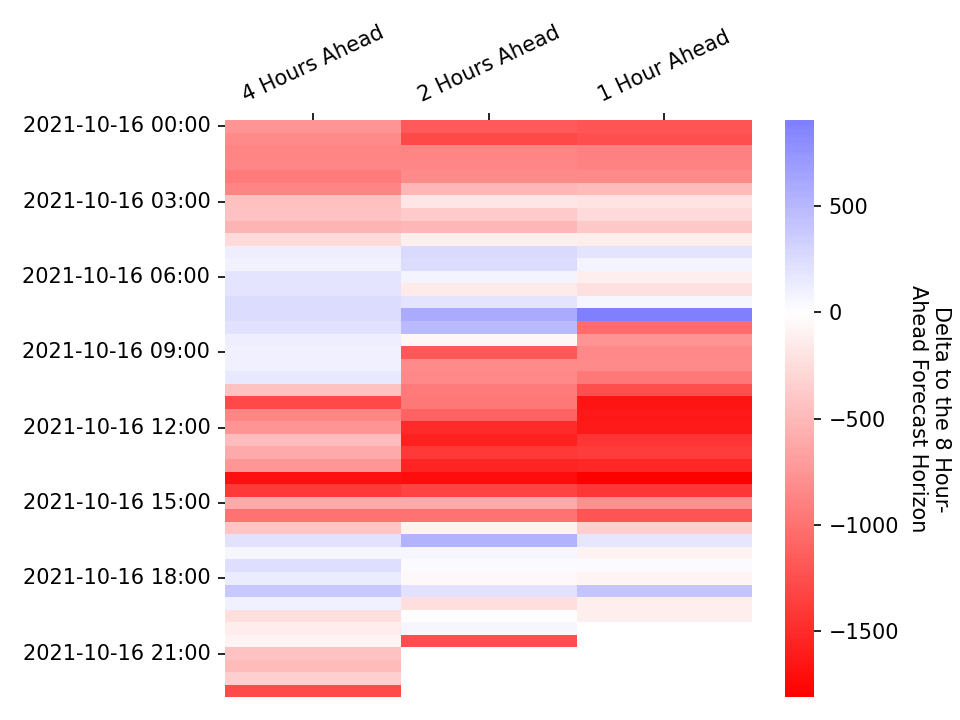 4 Hours Ahead
2 Hours Ahead
1 Hour Ahead
2021-10-16 00:00
2021-10-16 03:00
2021-10-16 06:00
2021-10-16 09:00
2021-10-16 12:00
2021-10-16 15:00
2021-10-16 18:00
2021-10-16 21:00
500
0
−500
−1000
−1500
Delta to the 8 Hour-
Ahead Forecast Horizon